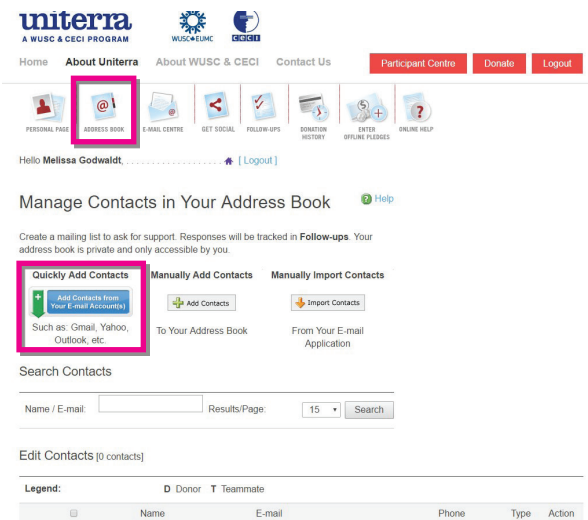 uniterra
A WUSC & CECI PROGRAM
WUSC EUMC
CECI
Home About Uniterra About WUSC & CECI Contact Us Participant Centre Donate Logout
PERSONAL PAGE ADDRESS BOOK E-MAIL CENTRE GET SOCIAL FOLLOW-UPS DONATION HISTORY ENTER OFFLINE PLEDGES ONLINE HELP
Hello Melissa Godwaldt, . . . . . . . . . . . . . . . . . . . [ Logout ]
Manage Contacts in Your Address Book Help
Create a mailing list to ask for support. Responses will be tracked in Follow-ups. Your
address book is private and only accessible by you.
Quickly Add Contacts Manually Add Contacts Manually Import Contacts
Add Contacts from
Your E-mail Account(s) Add Contacts Import Contacts
Such as: Gmail, Yahoo, To Your Address Book From Your E-mail
Outlook, etc. Application
Search Contacts
Name / E-mail: Results/Page: 15 Search
Edit Contacts [0 contacts]
Legend: D Donor T Teammate
Name E-mail Phone Type Action